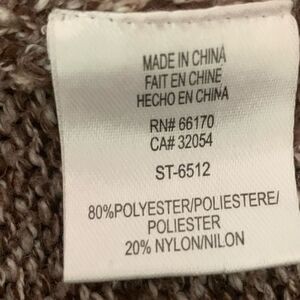 MADE IN CHINA
FAIT EN CHINE
HECHO EN CHINA
RN# 66170
CA# 32054
ST-6512
80%POLYESTER/POLIESTERE/
POLIESTER
20% NYLON/NILON